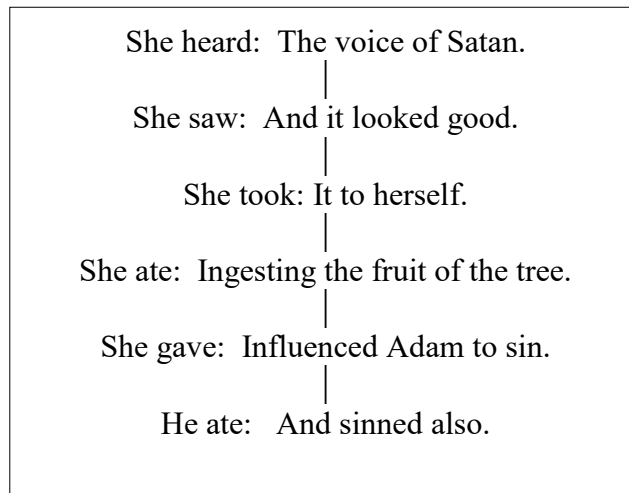 She heard: The voice of Satan.
She saw: And it looked good.
She took: It to herself.
She ate: Ingesting the fruit of the tree.
She gave: Influenced Adam to sin.
He ate: And sinned also.